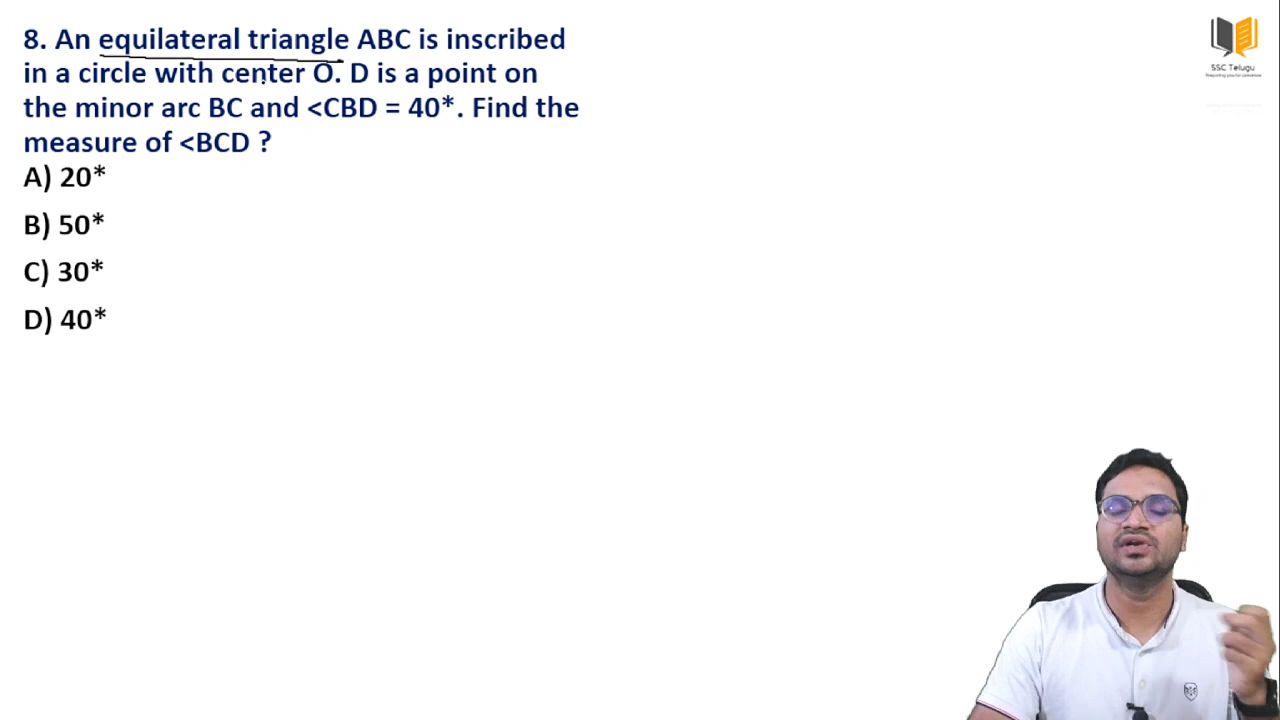 8. An equilateral triangle ABC is inscribed
in a circle with center O. D is a point on
the minor arc BC and <CBD = 40*. Find the
measure of <BCD ?
A) 20*
B) 50*
C) 30*
D) 40*
SSC Telugu